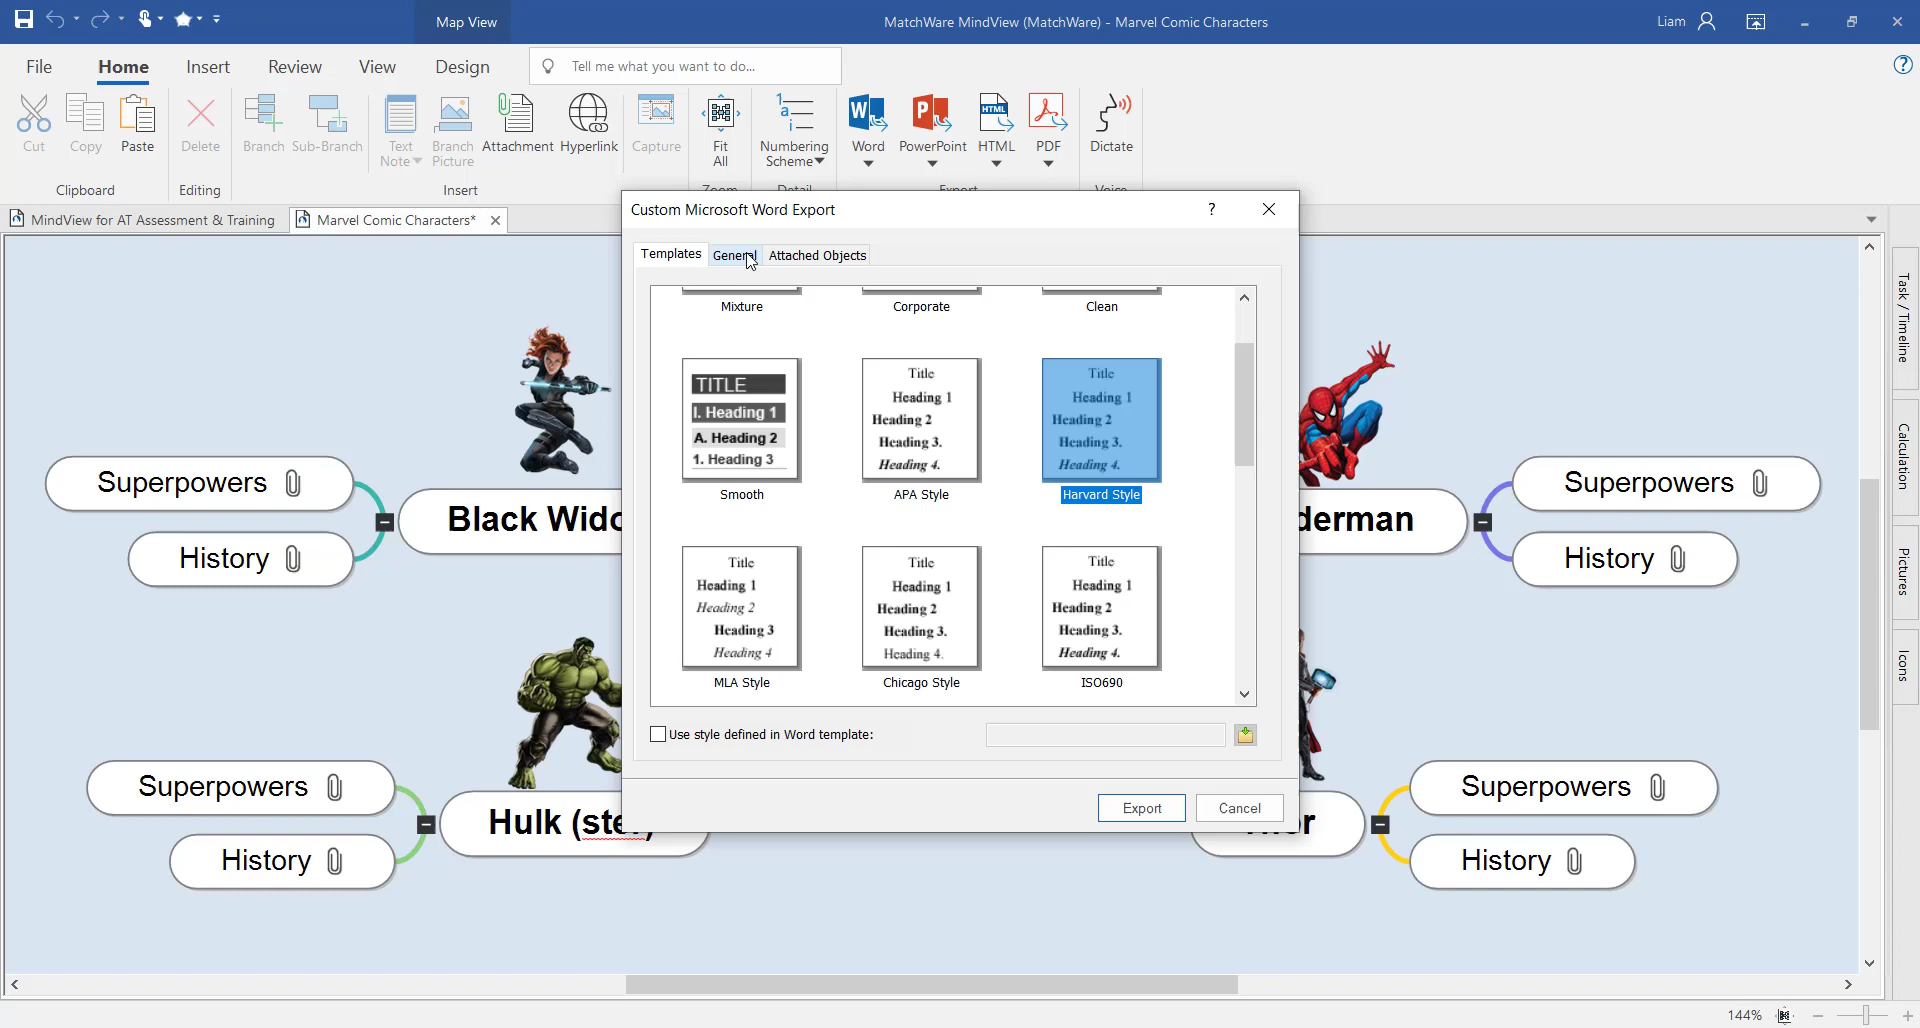 Map View
MatchWare MindView (MatchWare) - Marvel Comic Characters
Liam
File
Home
Insert
Review
View
Design
Tell me what you want to do...
Cut
Copy
Paste
Delete
Branch
Sub-Branch
Text
Note
Branch
Picture
Attachment
Hyperlink
Capture
Fit
All
1
a
i
Numbering
Scheme
Word
PowerPoint
HTML
HTML
PDF
Dictate
Clipboard
Editing
Insert
Zoom
Detail
Export
Voice
MindView for AT Assessment & Training
Marvel Comic Characters*
Custom Microsoft Word Export
?
Templates
General
Attached Objects
Mixture
Corporate
Clean
TITLE
I. Heading 1
A. Heading 2
1. Heading 3
Smooth
Title
Heading 1
Heading 2
Heading 3.
Heading 4.
APA Style
Title
Heading 1
Heading 2
Heading 3.
Heading 4.
Harvard Style
Title
Heading 1
Heading 2
Heading 3
Heading 4
MLA Style
Title
Heading 1
Heading 2
Heading 3.
Heading 4.
Chicago Style
Title
Heading 1
Heading 2
Heading 3.
Heading 4.
ISO690
Use style defined in Word template:
Export
Cancel
Superpowers
History
Black Wido
derman
Superpowers
History
Superpowers
History
Hulk (ste
Superpowers
History
Task / Timeline
Calculation
Pictures
Icons
144%